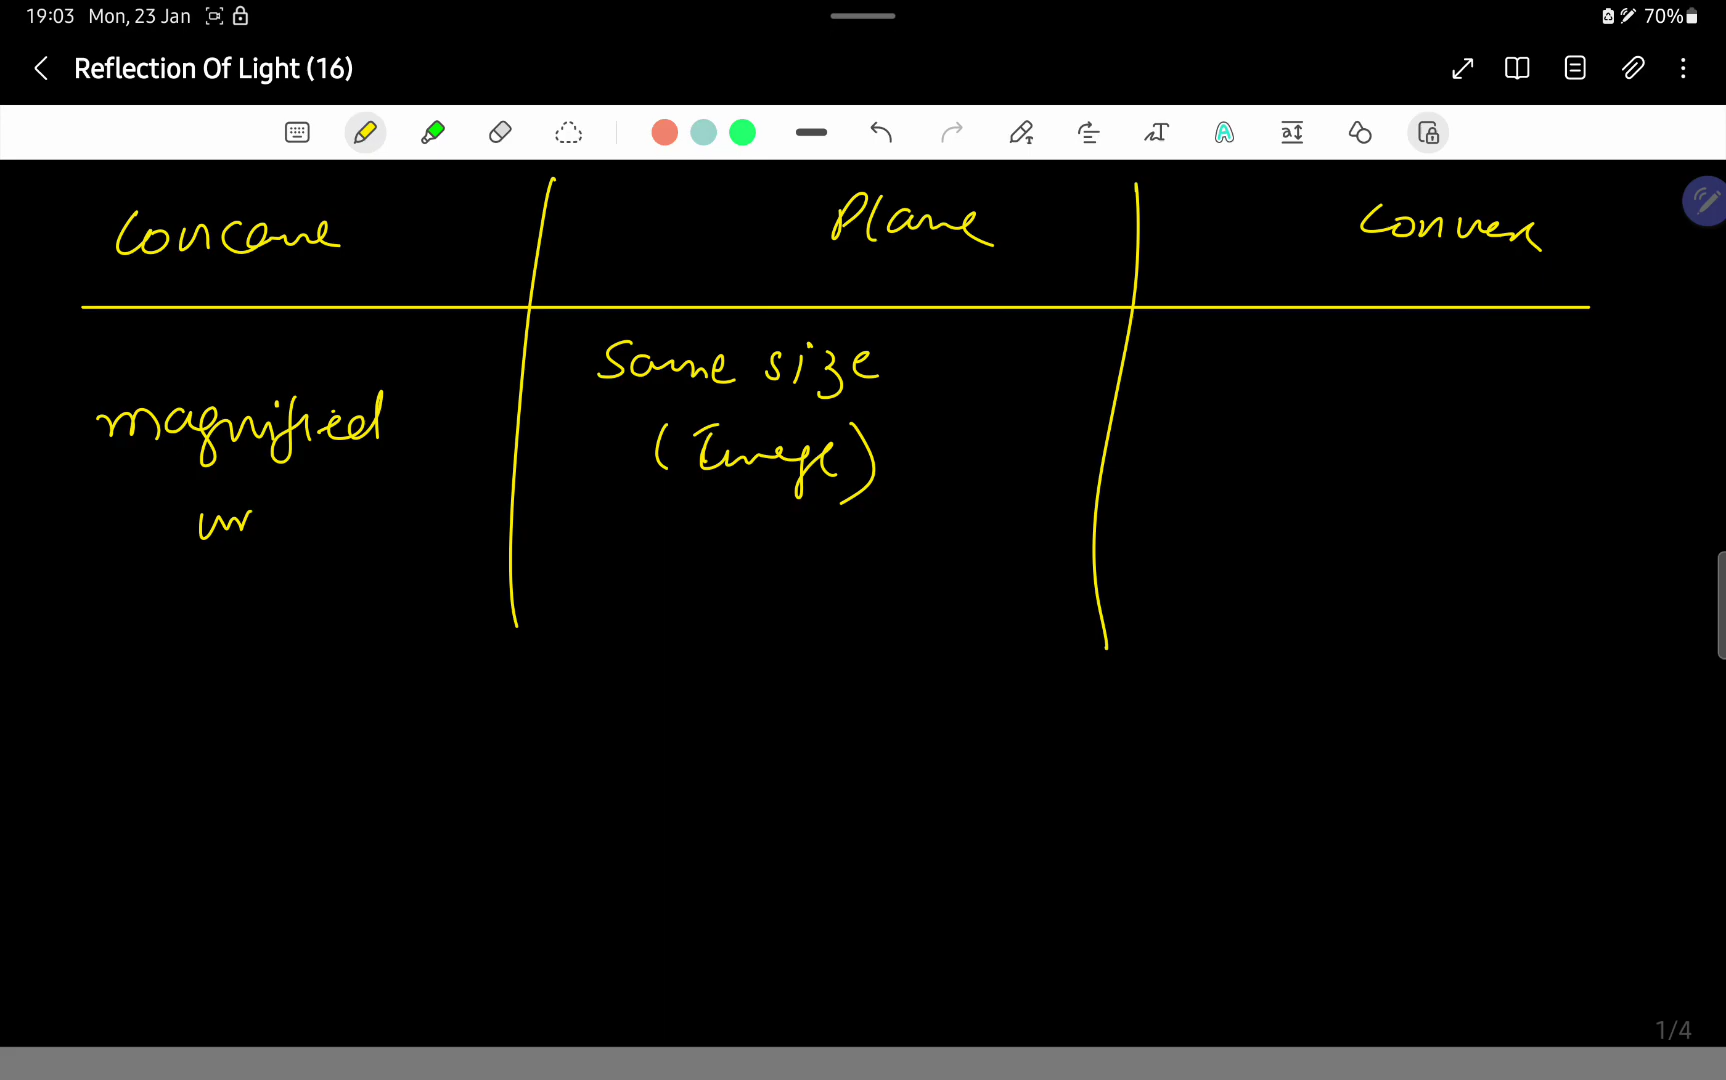 19:03 Mon, 23 Jan 70%
Reflection Of Light (16)
Concave Plane Convex
Same size
magnified
(Image)
1/4